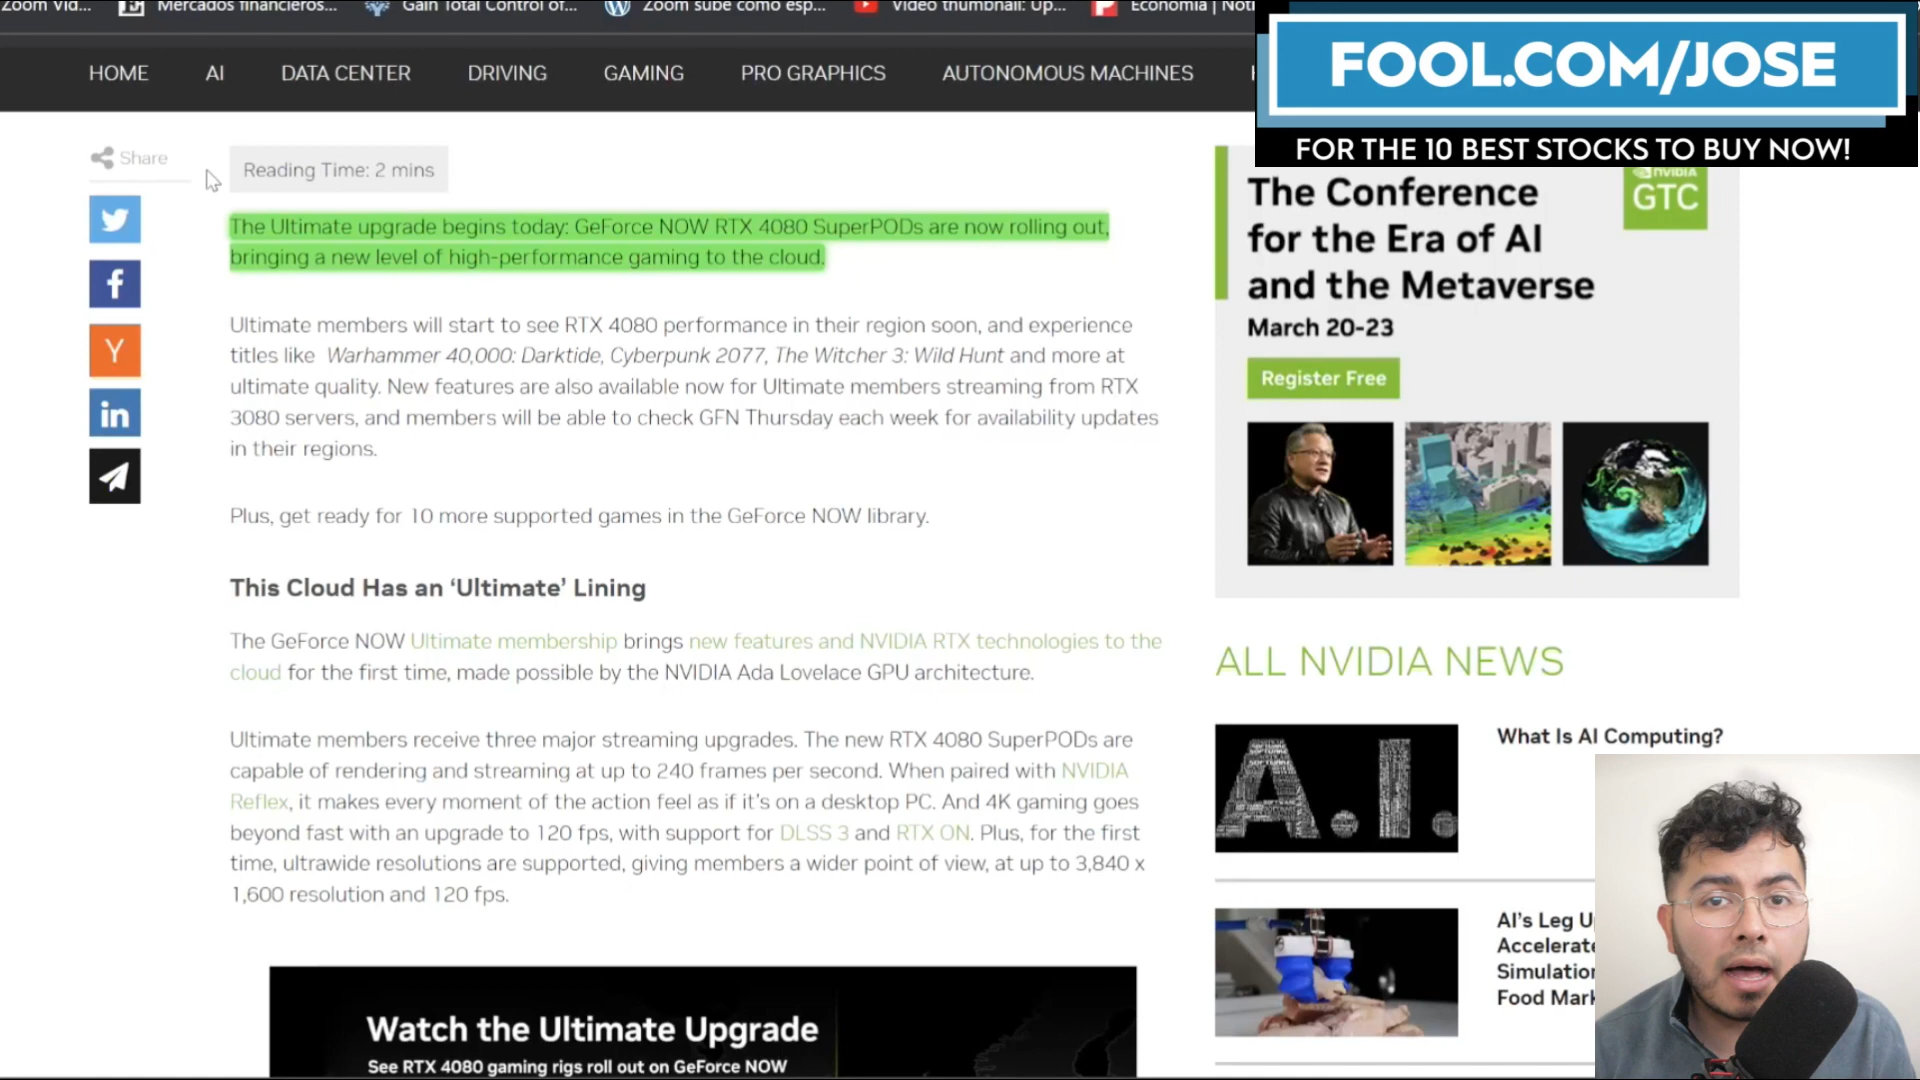 Zoom Vid...
Mercados financieros...
Gain Total Control of...
Zoom sube como esp...
Video thumbnail: Up...
Economía | Noti
HOME AI DATA CENTER DRIVING GAMING PRO GRAPHICS AUTONOMOUS MACHINES
FOOL.COM/JOSE
FOR THE 10 BEST STOCKS TO BUY NOW!
Share
Reading Time: 2 mins
The Ultimate upgrade begins today: GeForce NOW RTX 4080 SuperPODs are now rolling out,
bringing a new level of high-performance gaming to the cloud.
Ultimate members will start to see RTX 4080 performance in their region soon, and experience
titles like Warhammer 40,000: Darktide, Cyberpunk 2077, The Witcher 3: Wild Hunt and more at
ultimate quality. New features are also available now for Ultimate members streaming from RTX
3080 servers, and members will be able to check GFN Thursday each week for availability updates
in their regions.
Plus, get ready for 10 more supported games in the GeForce NOW library.
This Cloud Has an ‘Ultimate’ Lining
The GeForce NOW Ultimate membership brings new features and NVIDIA RTX technologies to the
cloud for the first time, made possible by the NVIDIA Ada Lovelace GPU architecture.
Ultimate members receive three major streaming upgrades. The new RTX 4080 SuperPODs are
capable of rendering and streaming at up to 240 frames per second. When paired with NVIDIA
Reflex, it makes every moment of the action feel as if it’s on a desktop PC. And 4K gaming goes
beyond fast with an upgrade to 120 fps, with support for DLSS 3 and RTX ON. Plus, for the first
time, ultrawide resolutions are supported, giving members a wider point of view, at up to 3,840 x
1,600 resolution and 120 fps.
Watch the Ultimate Upgrade
See RTX 4080 gaming rigs roll out on GeForce NOW
The Conference
for the Era of AI
and the Metaverse
March 20-23
Register Free
NVIDIA
GTC
ALL NVIDIA NEWS
A.I.
What Is AI Computing?
AI’s Leg U
Accelerate
Simulation
Food Mark